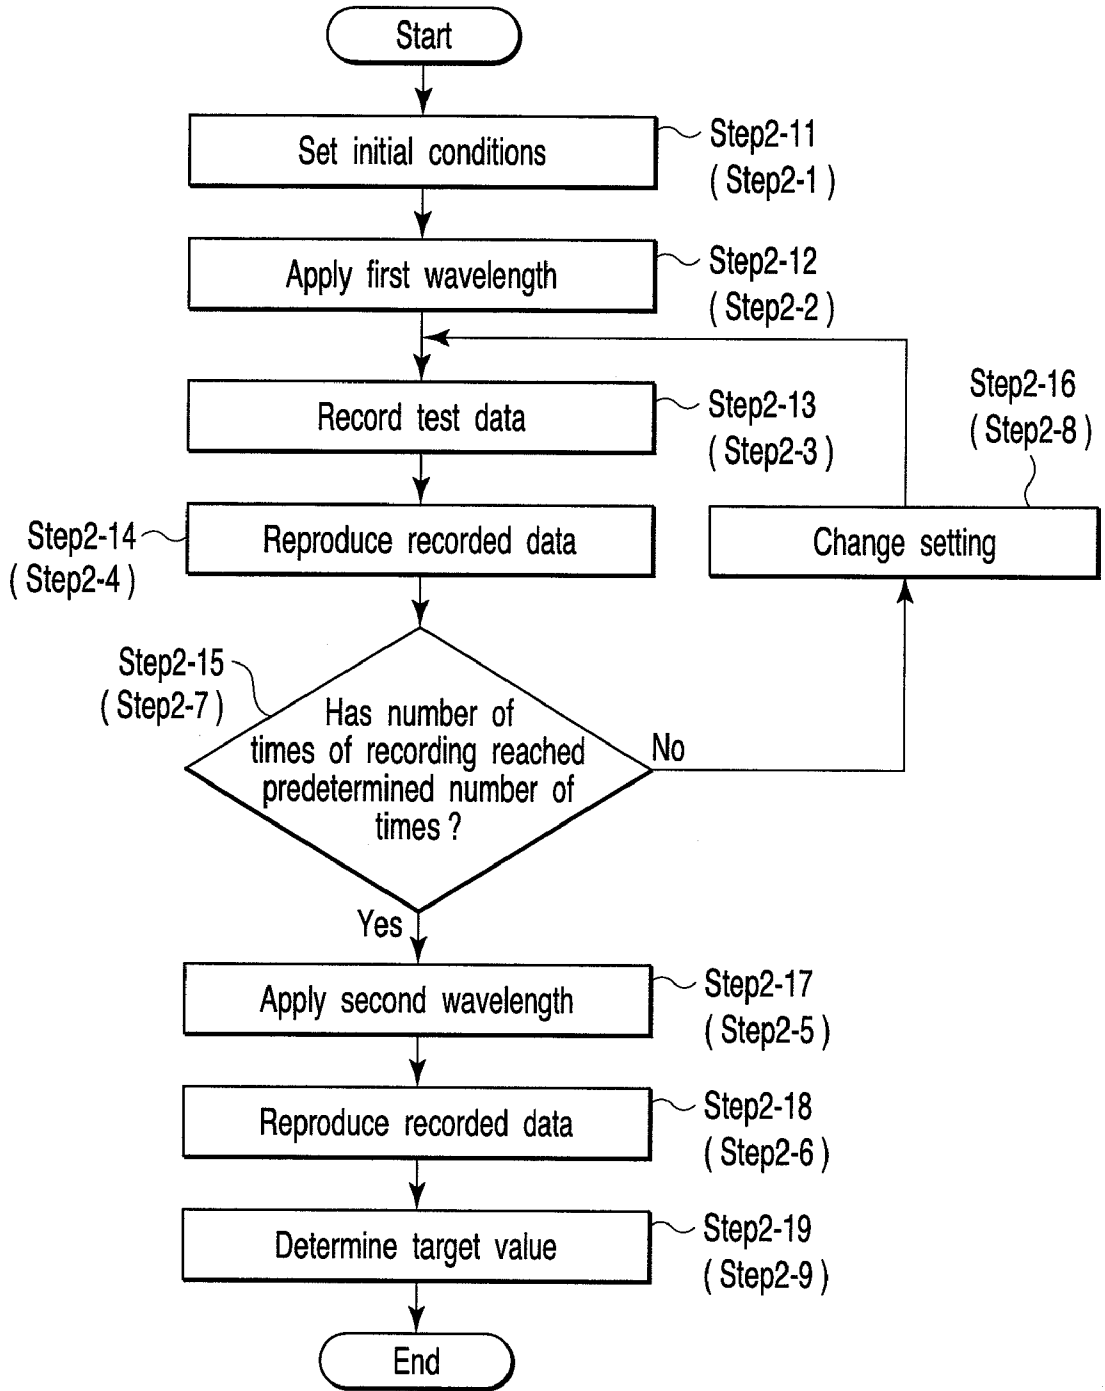 Start
Set initial conditions
Step2-11
( Step2-1 )
Apply first wavelength
Step2-12
( Step2-2 )
Record test data
Step2-13
( Step2-3 )
Step2-16
( Step2-8 )
Step2-14
( Step2-4 )
Reproduce recorded data
Change setting
Step2-15
( Step2-7 )
Has number of
times of recording reached
predetermined number of
times ?
No
Yes
Apply second wavelength
Step2-17
( Step2-5 )
Reproduce recorded data
Step2-18
( Step2-6 )
Determine target value
Step2-19
( Step2-9 )
End